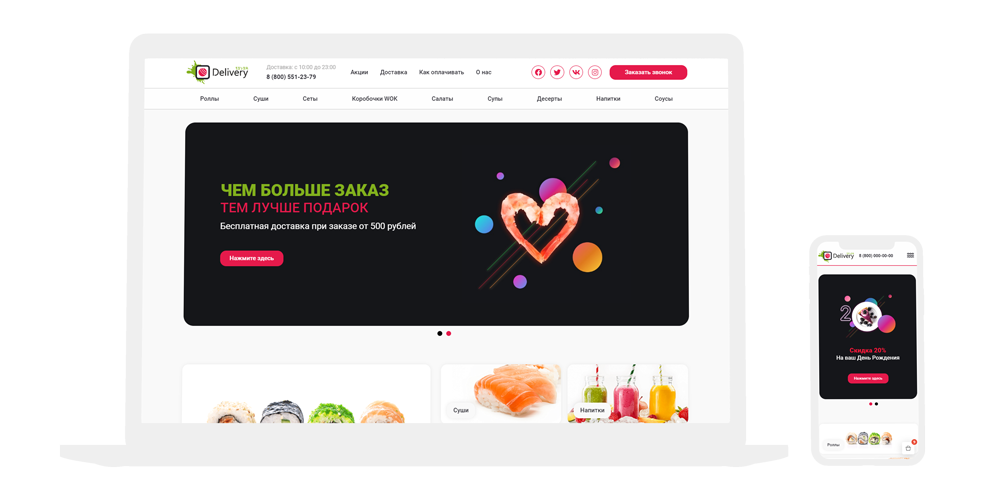 Delivery
Доставка: с 10:00 до 23:00
8 (800) 551-23-79
Акции
Доставка
Как оплачивать
О нас
Заказать звонок
Роллы
Суши
Сеты
Коробочки WOK
Салаты
Супы
Десерты
Напитки
Соусы
ЧЕМ БОЛЬШЕ ЗАКАЗ
ТЕМ ЛУЧШЕ ПОДАРОК
Бесплатная доставка при заказе от 500 рублей
Нажмите здесь
Суши
Напитки
Delivery
8 (800) 000-00-00
2
Скидка 20%
На ваш День Рождения
Нажмите здесь
Роллы